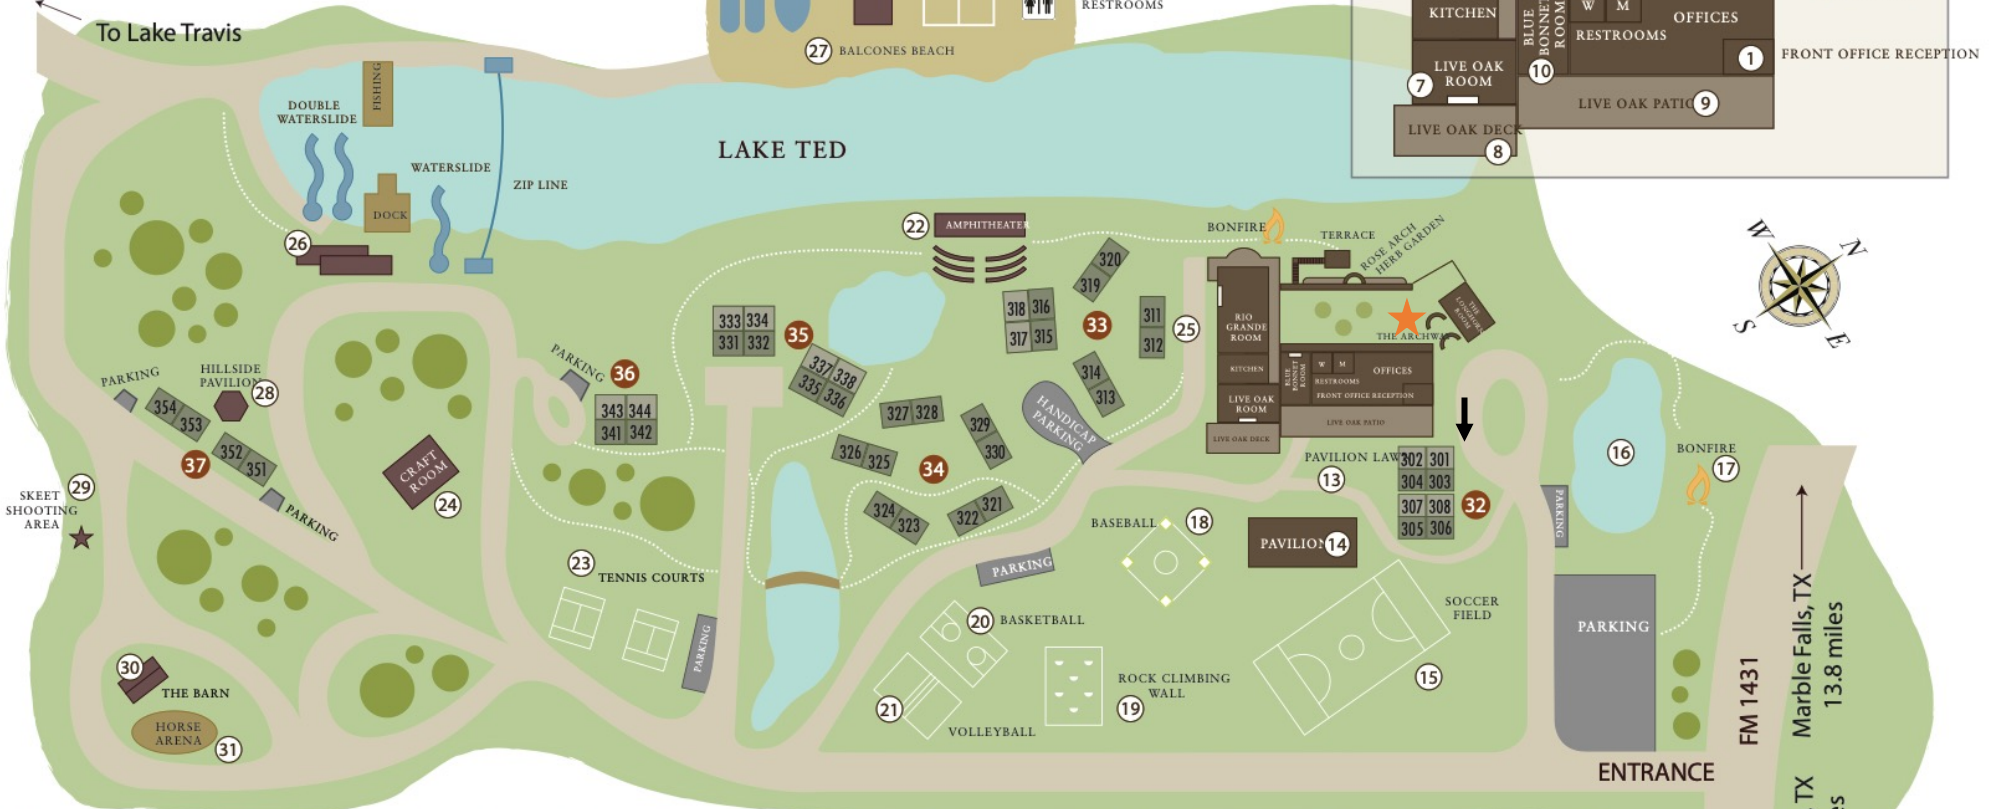 To Lake Travis
RESTROOMS
27 BALCONES BEACH
KITCHEN
BLUE
BONNET
ROOM
W M
RESTROOMS
OFFICES
1 FRONT OFFICE RECEPTION
LIVE OAK
ROOM
7
10
LIVE OAK PATIO 9
LIVE OAK DECK
8
FISHING
DOUBLE
WATERSLIDE
WATERSLIDE
ZIP LINE
DOCK
LAKE TED
26
22 AMPHITHEATER
BONFIRE
TERRACE
ROSE ARCH
HERB GARDEN
THE
LONGHORN
ROOM
THE ARCHWAY
W N
S E
320
319
318 316
317 315
33
311
312
25
314
313
333 334
331 332
35
337 338
335 336
RIO
GRANDE
ROOM
KITCHEN
LIVE OAK
ROOM
LIVE OAK DECK
BLUE
BONNET
ROOM
W M
RESTROOMS
OFFICES
FRONT OFFICE RECEPTION
LIVE OAK PATIO
PARKING
36
343 344
341 342
HILLSIDE
PAVILION
28
PARKING
354
353
352
351
37
PARKING
CRAFT
ROOM
24
29
SKEET
SHOOTING
AREA
327 328
329
330
326 325
34
324 323
322 321
HANDICAP
PARKING
PAVILION LAWN
13
302 301
304 303
307 308
305 306
32
PARKING
16
BONFIRE
17
BASEBALL 18
PAVILION 14
PARKING
23
TENNIS COURTS
PARKING
20 BASKETBALL
21
VOLLEYBALL
ROCK CLIMBING
WALL
19
SOCCER
FIELD
15
PARKING
30
THE BARN
HORSE
ARENA
31
ENTRANCE
FM 1431
Marble Falls, TX
13.8 miles
TX